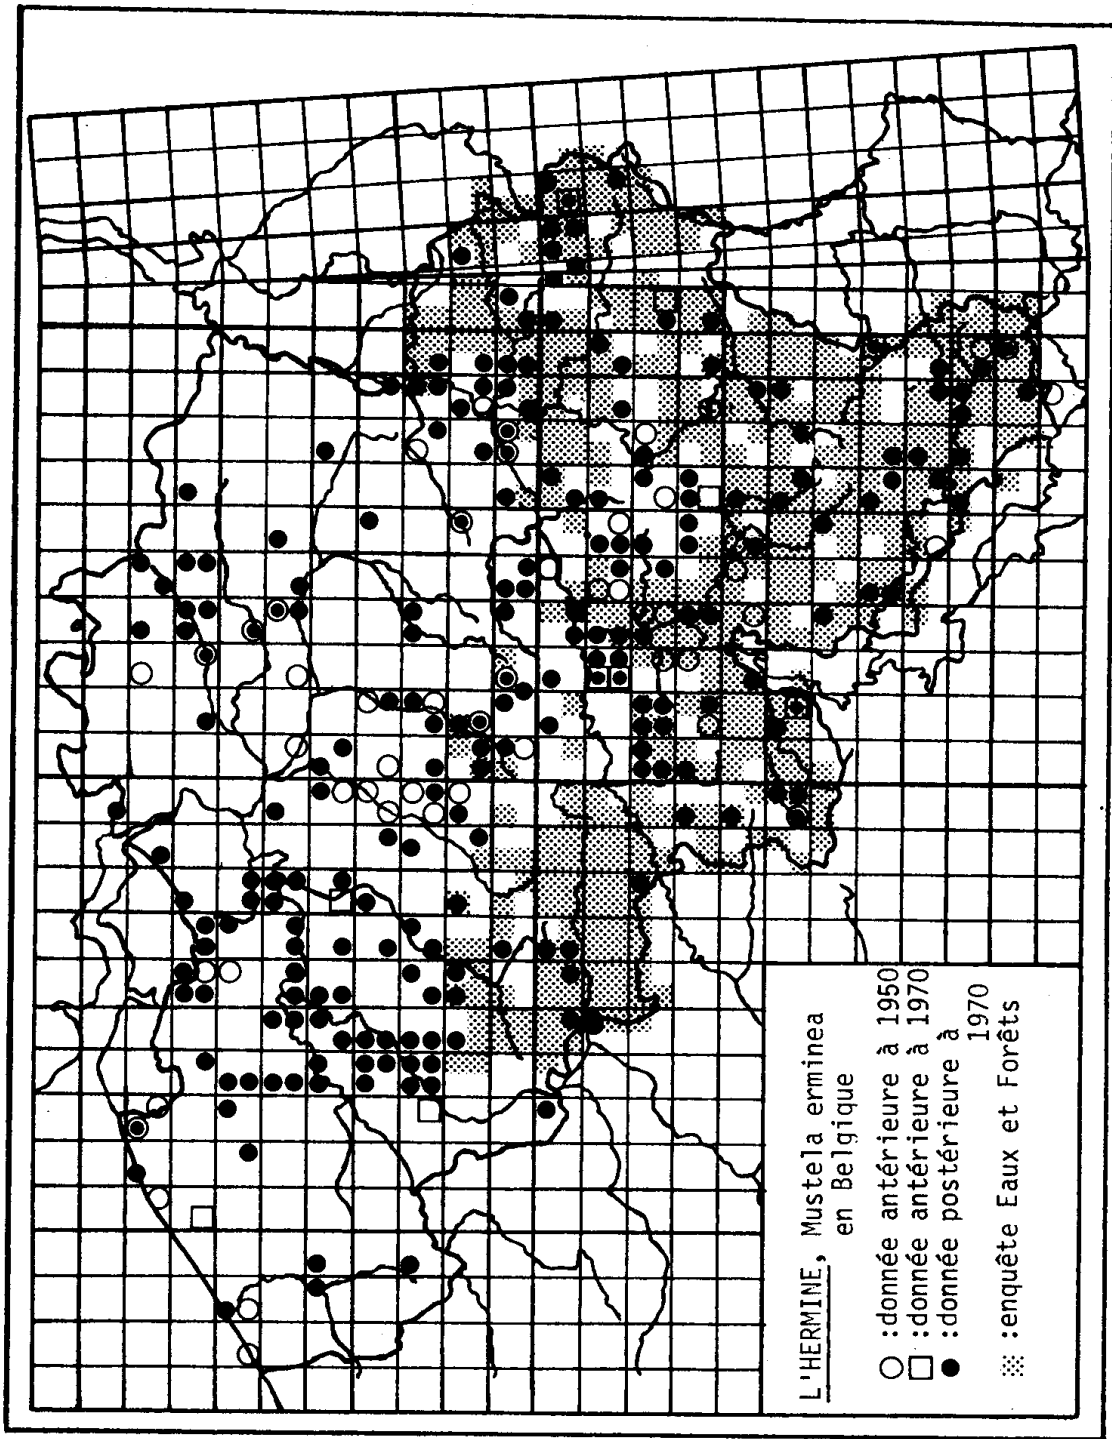 L'HERMINE, Mustela erminea
en Belgique
○ :donnée antérieure à 1950
□ :donnée antérieure à 1970
● :donnée postérieure à
1970
:enquête Eaux et Forêts